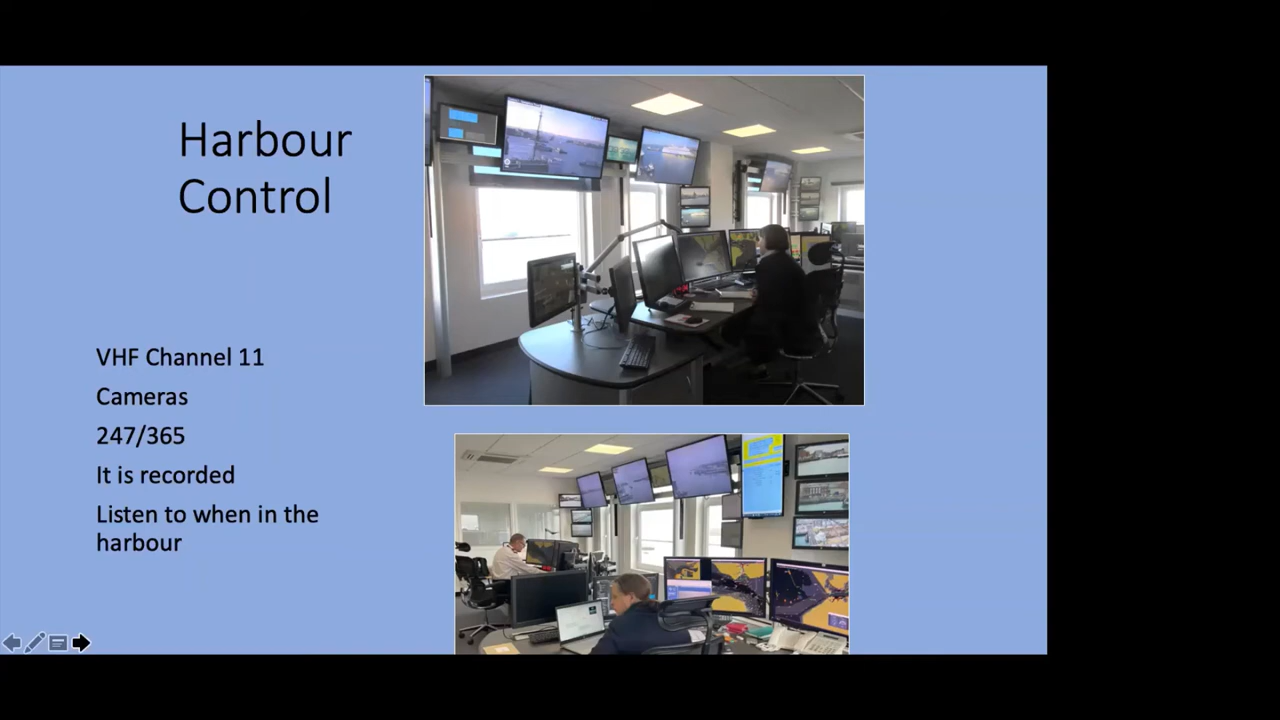 Harbour
Control
VHF Channel 11
Cameras
247/365
It is recorded
Listen to when in the
harbour